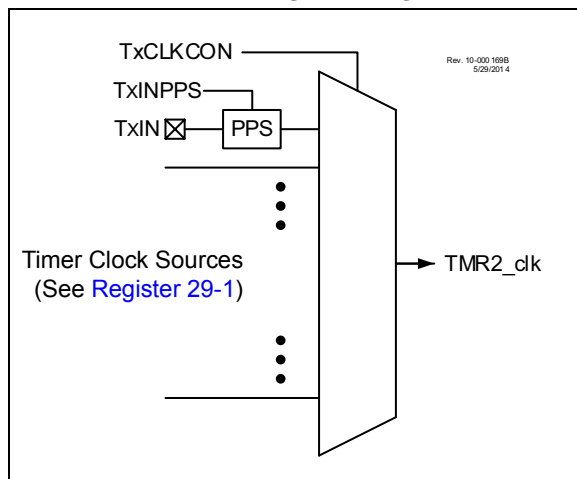 TxCLKCON
Rev. 10-000 169B
5/29/2014
TxINPPS
TxIN
PPS
Timer Clock Sources
(See Register 29-1)
TMR2_clk